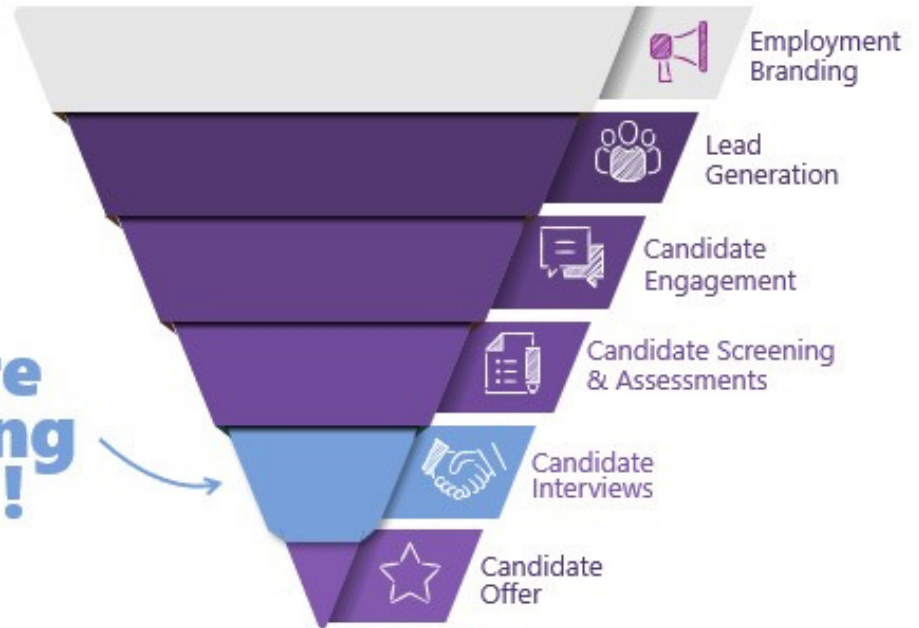 Employment
Branding
Lead
Generation
Candidate
Engagement
Candidate Screening
& Assessments
Candidate
Interviews
Candidate
Offer